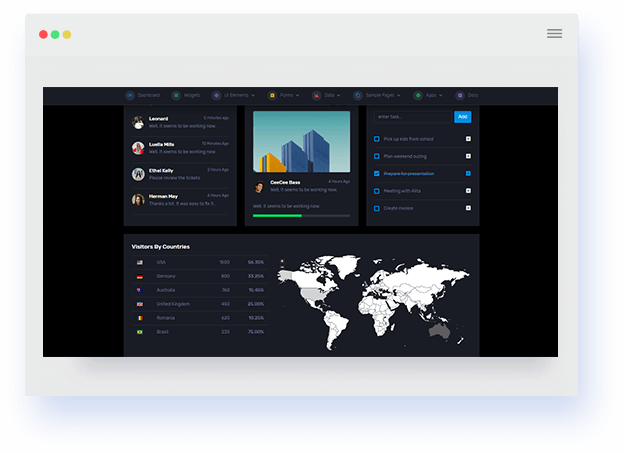 Dashboard Widgets UI Elements Forms Data Sample Pages Apps Docs
Leonard 5 minutes ago
Well, it seems to be working now.
Luella Mills 10 Minutes Ago
Well, it seems to be working now.
Ethel Kelly 2 Hours Ago
Please review the tickets
Herman May 4 Hours Ago
Thanks a lot. It was easy to fix it.
CeeCee Bass 4 Hours Ago
Well, it seems to be working now.
Well, it seems to be working now.
enter task... Add
Pick up kids from school
Plan weekend outing
Prepare for presentation
Meeting with Alita
Create invoice
Visitors By Countries
USA 1500 56.35%
Germany 800 33.25%
Australia 760 15.45%
United Kingdom 450 25.00%
Romania 620 10.25%
Brasil 230 75.00%